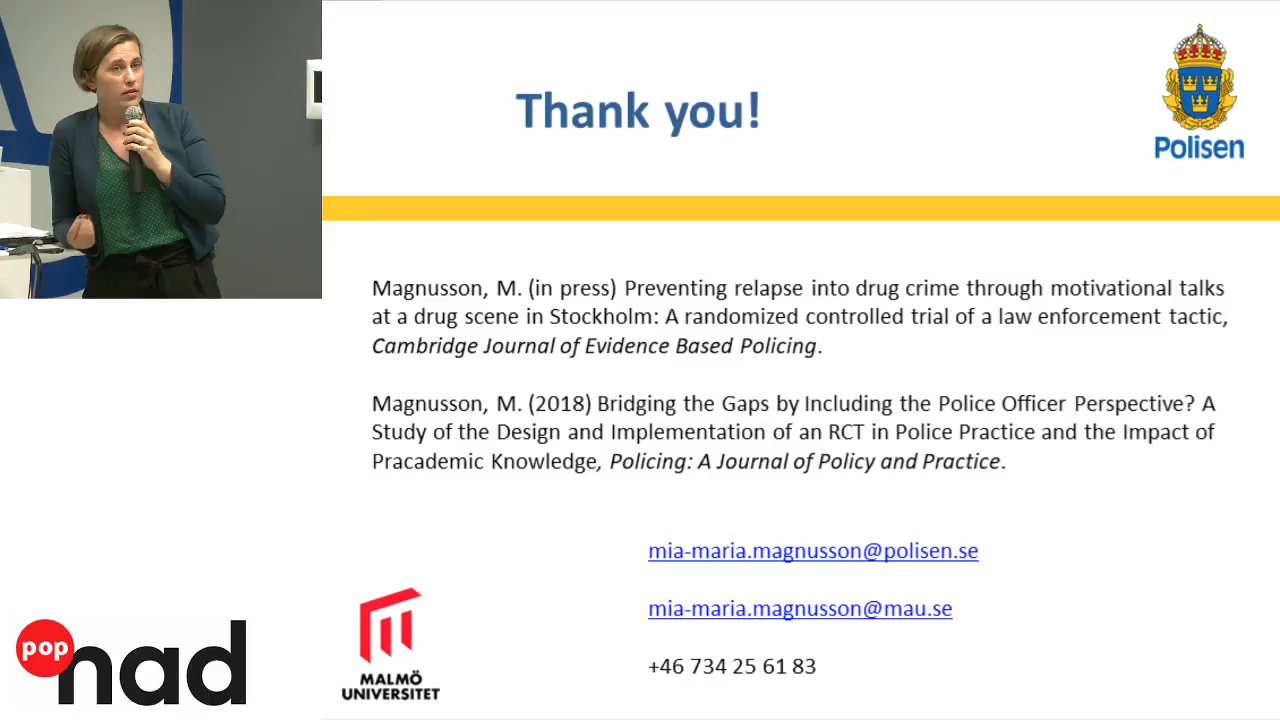 Thank you!
Polisen
Magnusson, M. (in press) Preventing relapse into drug crime through motivational talks
at a drug scene in Stockholm: A randomized controlled trial of a law enforcement tactic,
Cambridge Journal of Evidence Based Policing.
Magnusson, M. (2018) Bridging the Gaps by Including the Police Officer Perspective? A
Study of the Design and Implementation of an RCT in Police Practice and the Impact of
Pracademic Knowledge, Policing: A Journal of Policy and Practice.
mia-maria.magnusson@polisen.se
mia-maria.magnusson@mau.se
+46 734 25 61 83
MALMÖ
UNIVERSITET
pop
nad